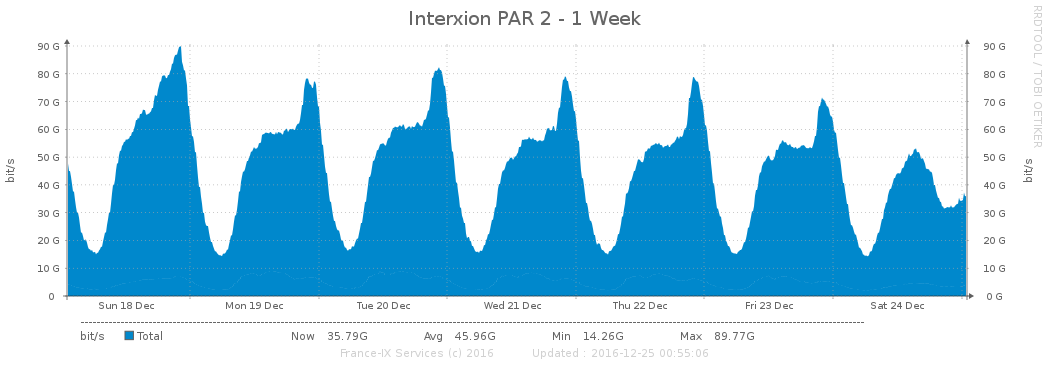 Interxion PAR 2 - 1 Week
RRDTOOL / TOBI OETIKER
90 G 90 G
80 G 80 G
70 G 70 G
60 G 60 G
50 G 50 G
40 G 40 G
30 G 30 G
20 G 20 G
10 G 10 G
0 0 G
bit/s
bit/s
Sun 18 Dec Mon 19 Dec Tue 20 Dec Wed 21 Dec Thu 22 Dec Fri 23 Dec Sat 24 Dec
bit/s Total Now 35.79G Avg 45.96G Min 14.26G Max 89.77G
France-IX Services (c) 2016 Updated : 2016-12-25 00:55:06